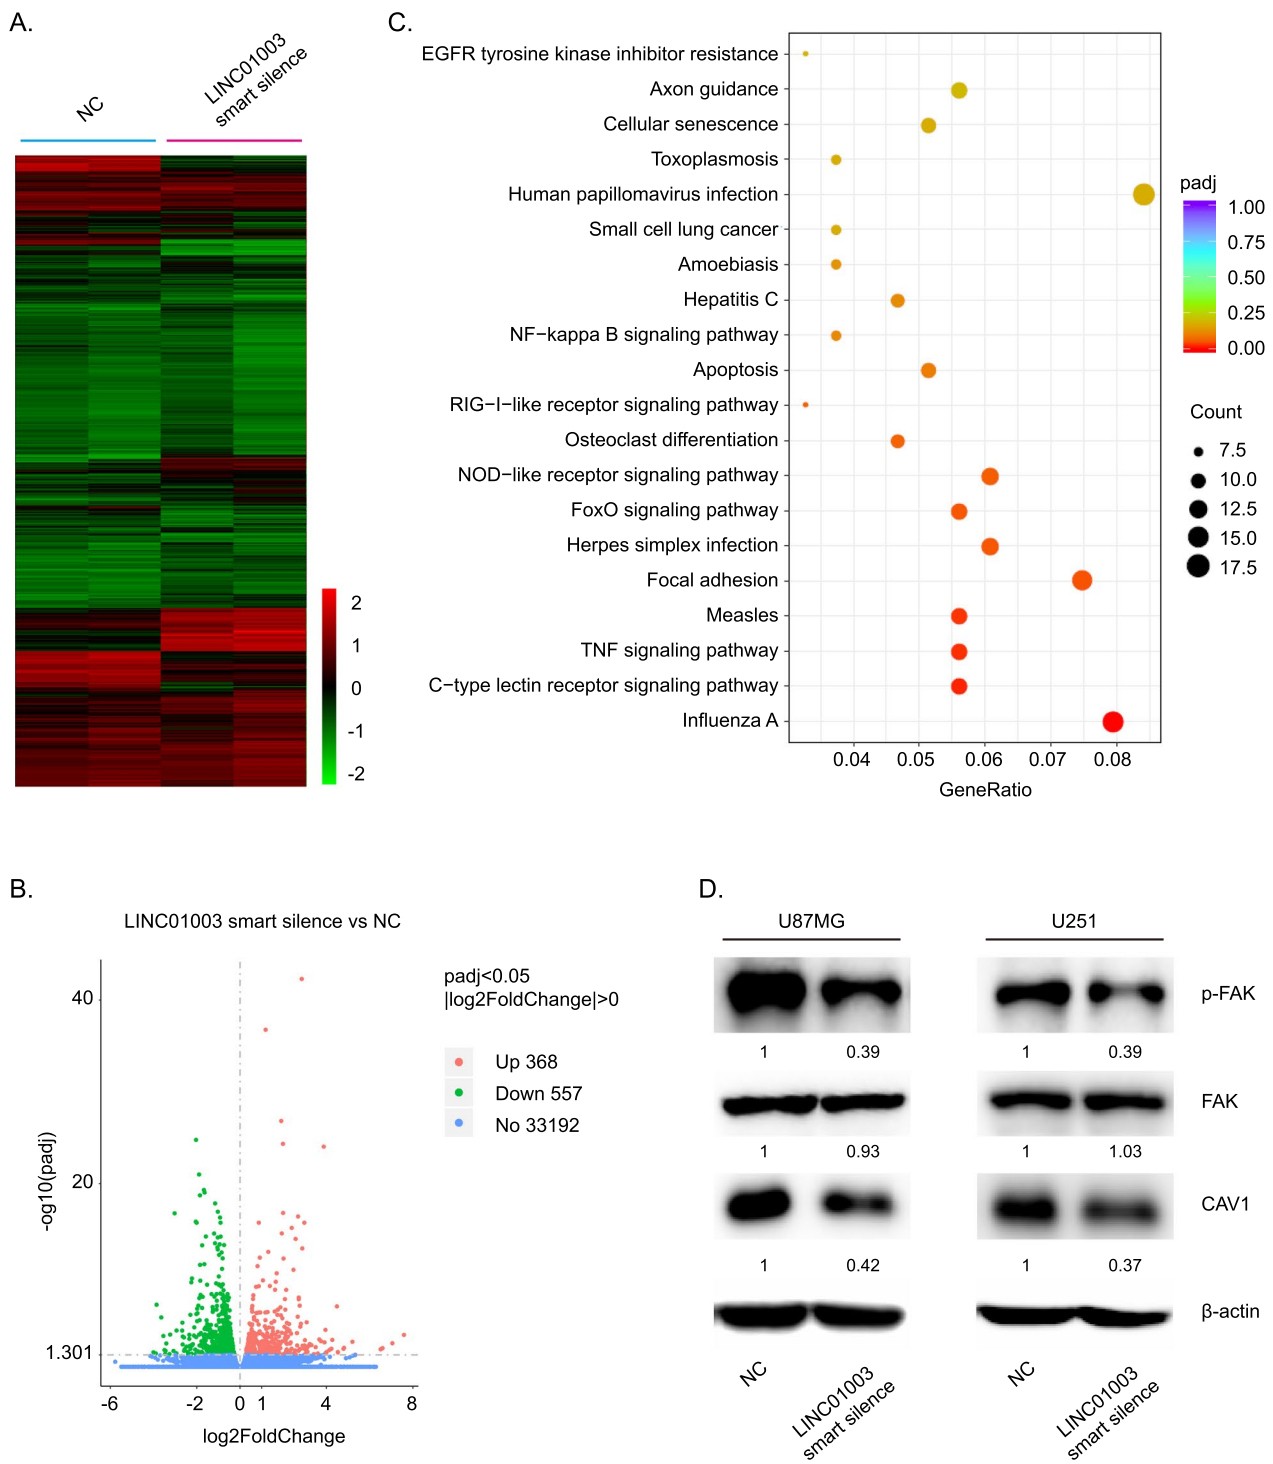 A.
NC
LINC01003
smart silence
2
1
0
-1
-2
C.
EGFR tyrosine kinase inhibitor resistance
Axon guidance
Cellular senescence
Toxoplasmosis
Human papillomavirus infection
Small cell lung cancer
Amoebiasis
Hepatitis C
NF−kappa B signaling pathway
Apoptosis
RIG−I−like receptor signaling pathway
Osteoclast differentiation
NOD−like receptor signaling pathway
FoxO signaling pathway
Herpes simplex infection
Focal adhesion
Measles
TNF signaling pathway
C−type lectin receptor signaling pathway
Influenza A
0.04 0.05 0.06 0.07 0.08
GeneRatio
padj
1.00
0.75
0.50
0.25
0.00
Count
7.5
10.0
12.5
15.0
17.5
B.
LINC01003 smart silence vs NC
-og10(padj)
40
20
1.301
-6 -2 0 1 4 8
log2FoldChange
padj<0.05
|log2FoldChange|>0
Up 368
Down 557
No 33192
D.
U87MG U251
p-FAK
1 0.39 1 0.39
FAK
1 0.93 1 1.03
CAV1
1 0.42 1 0.37
β-actin
NC
LINC01003
smart silence
NC
LINC01003
smart silence